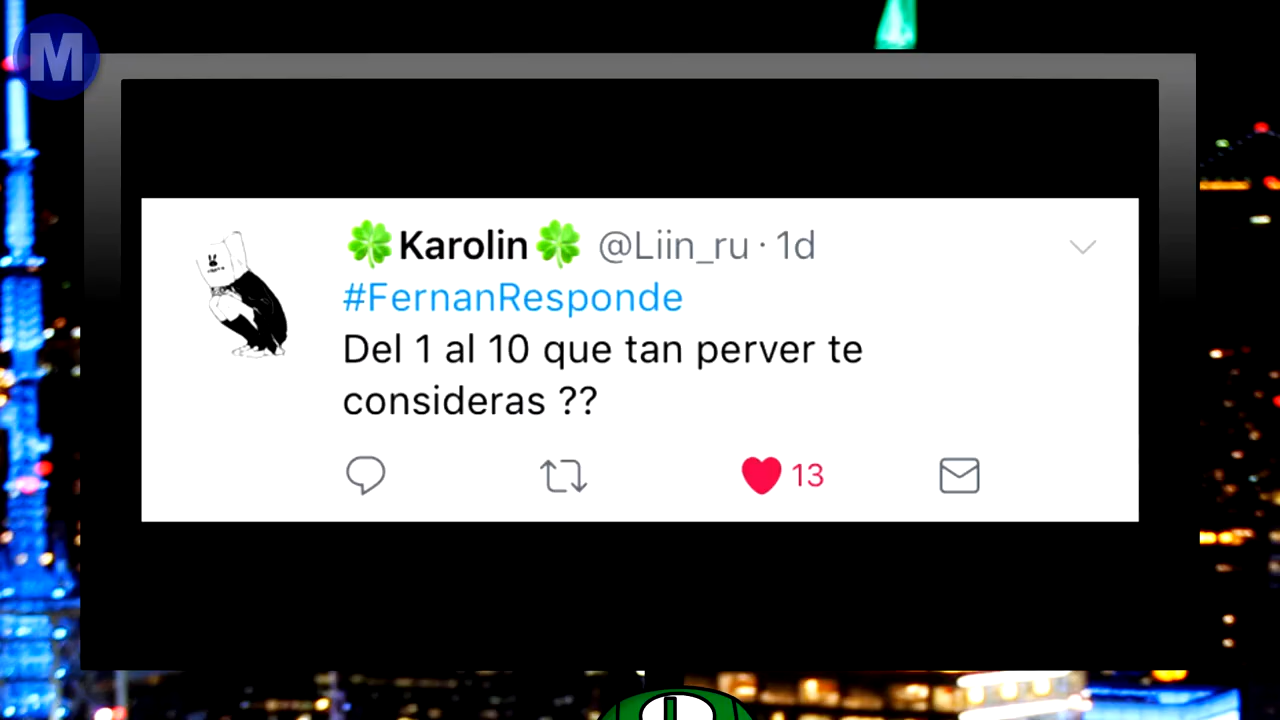 M
🍀Karolin🍀 @Liin_ru · 1d
#FernanResponde
Del 1 al 10 que tan perver te
consideras ??
13